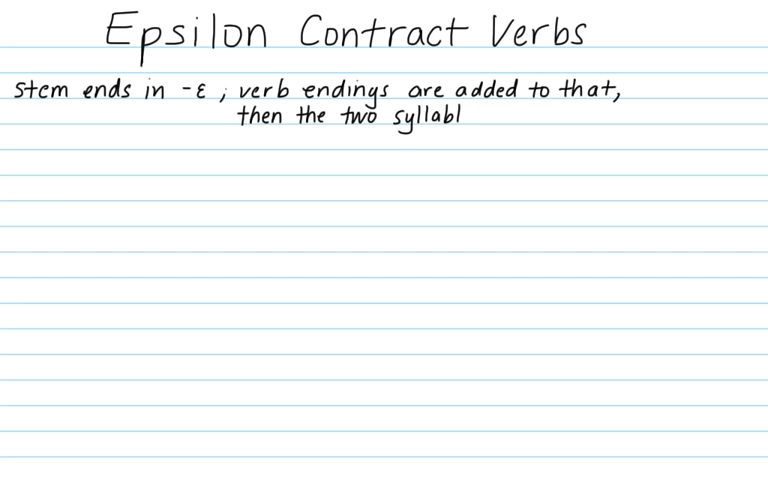 Epsilon Contract Verbs
stem ends in -ε ; verb endings are added to that,
then the two syllabl